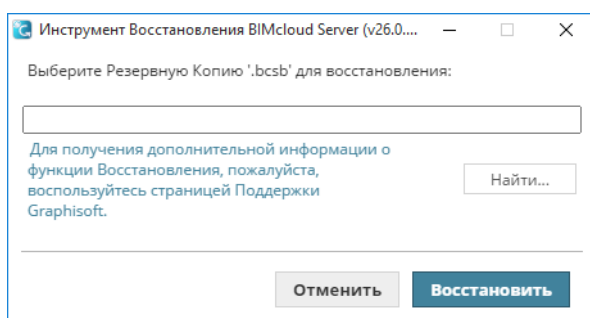 Инструмент Восстановления BIMcloud Server (v26.0....
Выберите Резервную Копию '.bcsb' для восстановления:
Для получения дополнительной информации о
функции Восстановления, пожалуйста,
воспользуйтесь страницей Поддержки
Graphisoft.
Найти...
Отменить
Восстановить